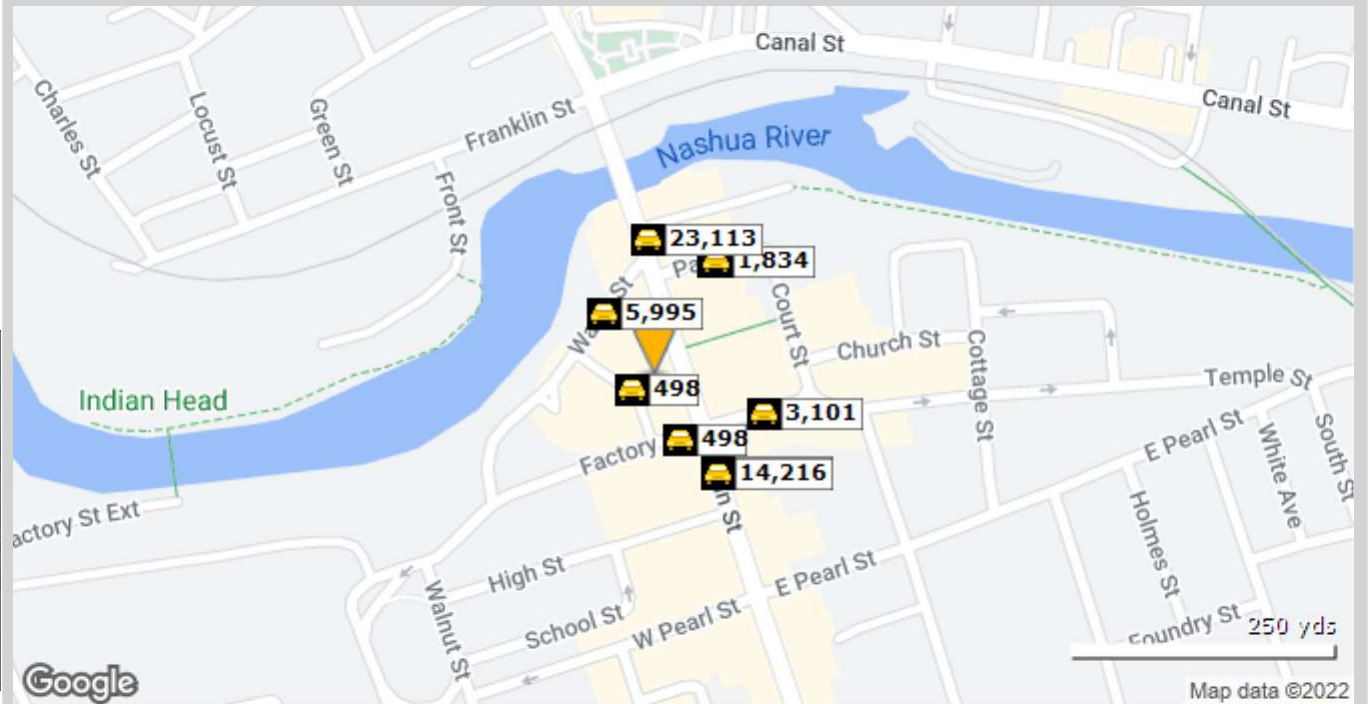 Canal St
Canal St
Charles St
Locust St
Green St
Franklin St
Front St
Nashua River
23,113
1,834
5,995
St
Court St
Church St
Cottage St
Indian Head
498
3,101
498
14,216
Factory
Temple St
E Pearl St
White Ave
South St
Holmes St
actory St Ext
n St
High St
E Pearl St
Walnut St
School St
W Pearl St
Foundry St
250 yds
Google
Map data ©2022